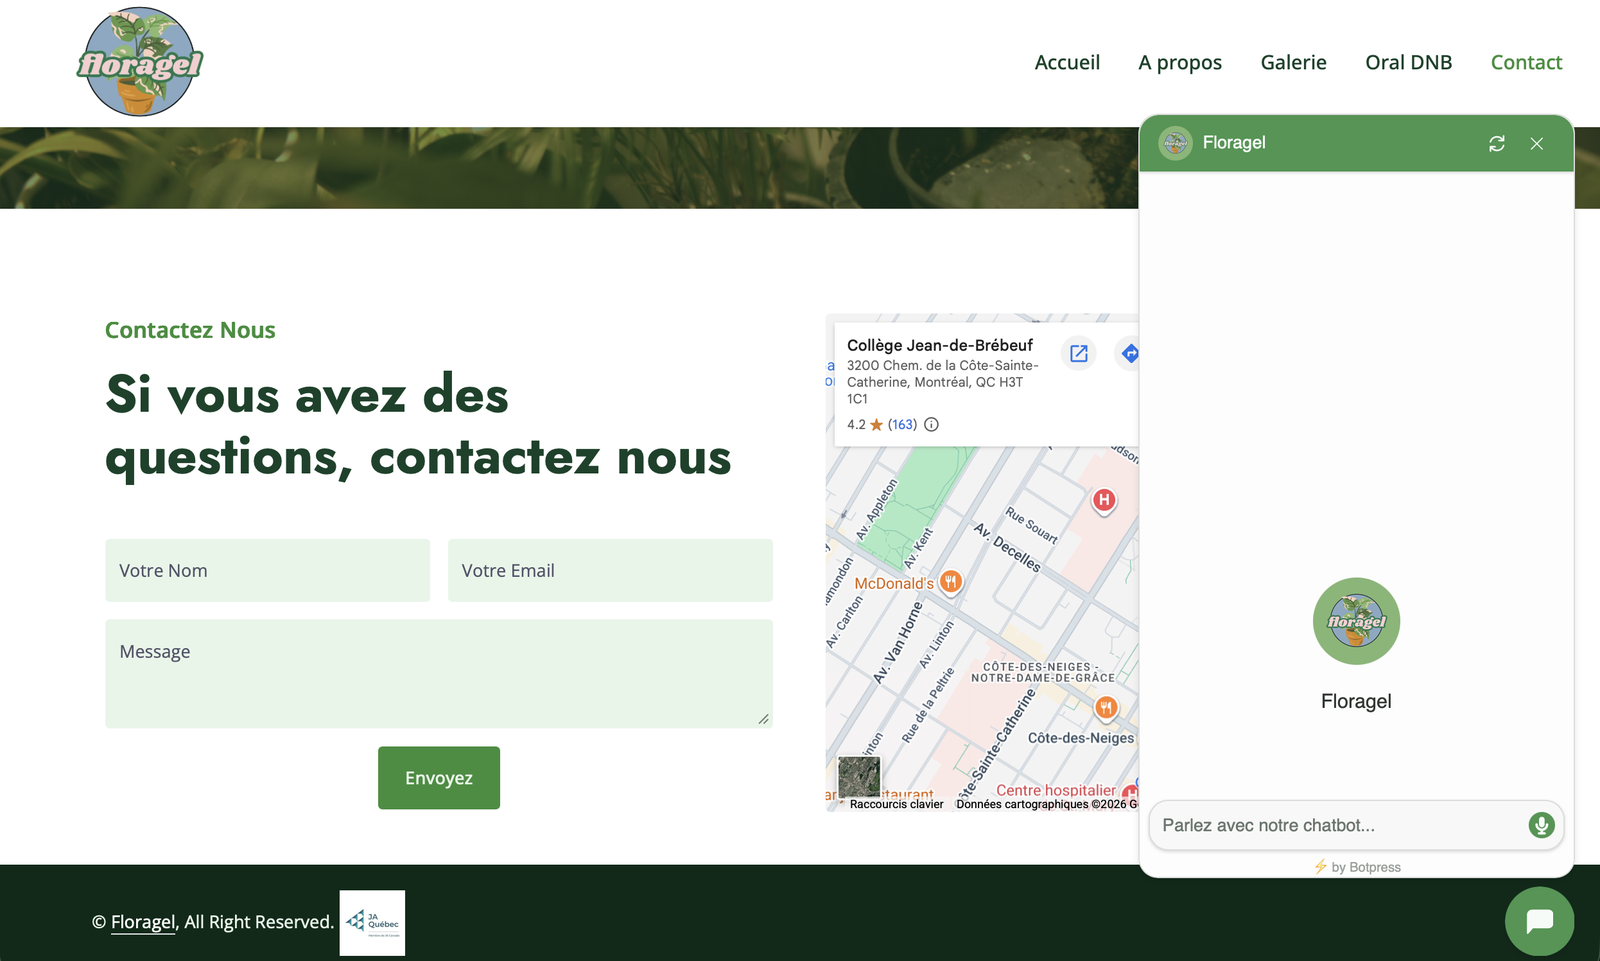 floragel
Accueil
A propos
Galerie
Oral DNB
Contact
Contactez Nous
Si vous avez des
questions, contactez nous
Votre Nom
Votre Email
Message
Envoyez
Collège Jean-de-Brébeuf
3200 Chem. de la Côte-Sainte-
Catherine, Montréal, QC H3T
1C1
4.2 ★ (163)
H
Av. Appleton
Av. Kent
Rue Souart
Av. Decelles
McDonald's
Av. Carlton
Av. Van Horne
Av. Linton
Rue de la Peltrie
CÔTE-DES-NEIGES -
NOTRE-DAME-DE-GRÂCE
Côte-des-Neiges
Côte-Sainte-Catherine
Centre hospitalier
Raccourcis clavier
Données cartographiques ©2026 G
floragel
Floragel
floragel
Floragel
Parlez avec notre chatbot...
⚡ by Botpress
© Floragel, All Right Reserved.
JA
Québec